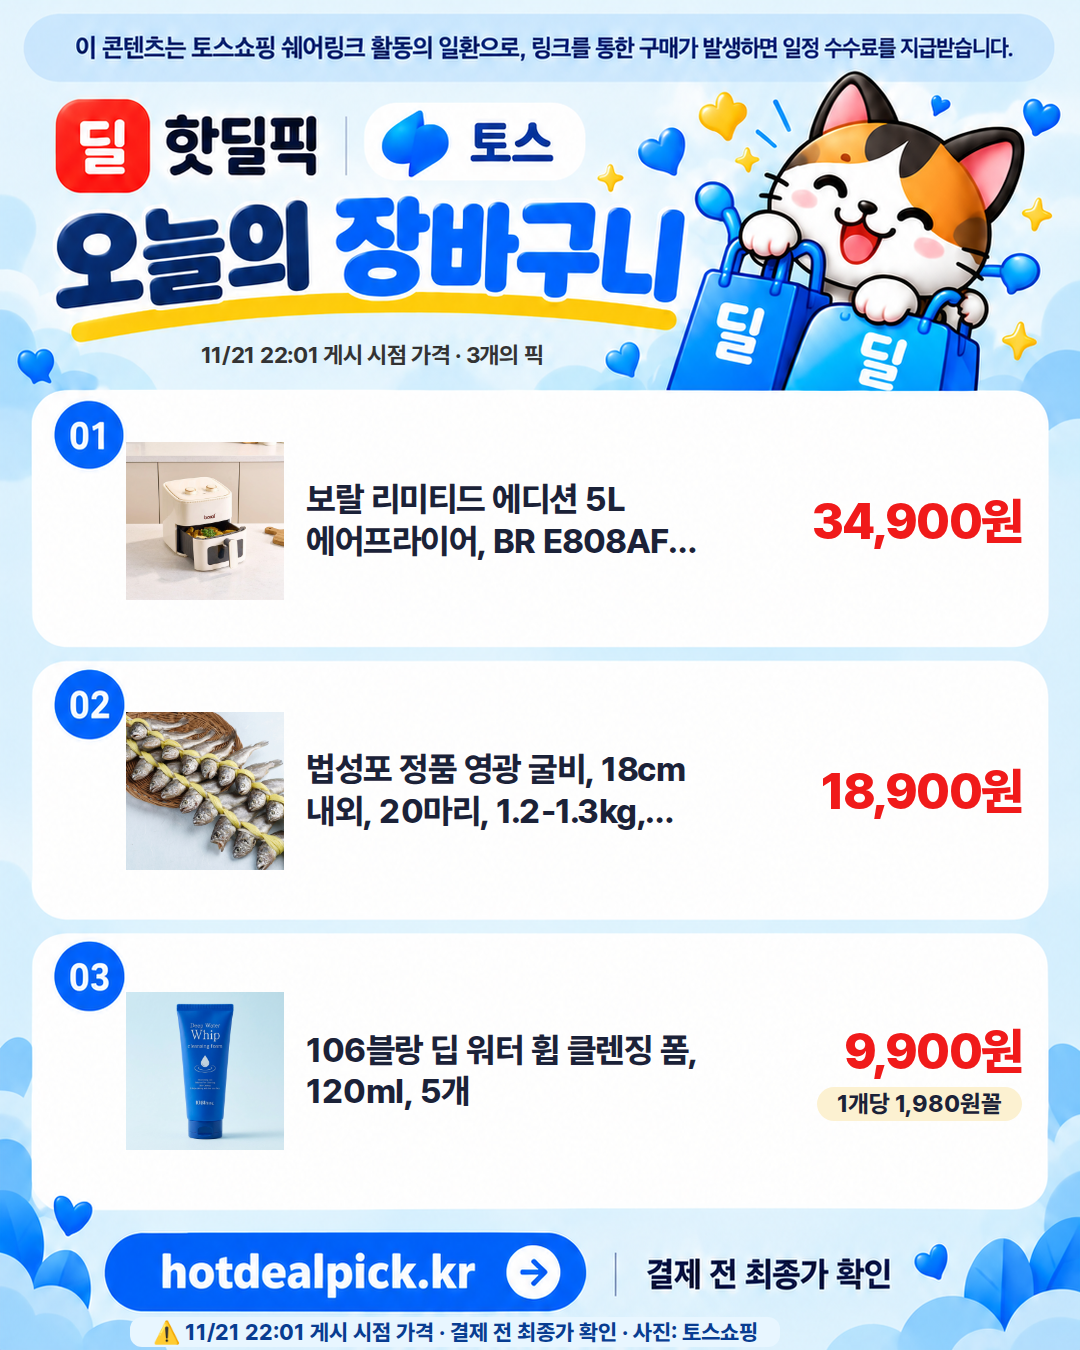 이 콘텐츠는 토스쇼핑 쉐어링크 활동의 일환으로, 링크를 통한 구매가 발생하면 일정 수수료를 지급받습니다.
딜 핫딜픽 토스
오늘의 장바구니
딜
딜
11/21 22:01 게시 시점 가격 · 3개의 픽
01
보랄 리미티드 에디션 5L
에어프라이어, BR E808AF...
34,900원
02
법성포 정품 영광 굴비, 18cm
내외, 20마리, 1.2-1.3kg,...
18,900원
03
Deep Water
Whip
cleansing foam
106블랑 딥 워터 휩 클렌징 폼,
120ml, 5개
9,900원
1개당 1,980원꼴
hotdealpick.kr
결제 전 최종가 확인
⚠️ 11/21 22:01 게시 시점 가격 · 결제 전 최종가 확인 · 사진: 토스쇼핑